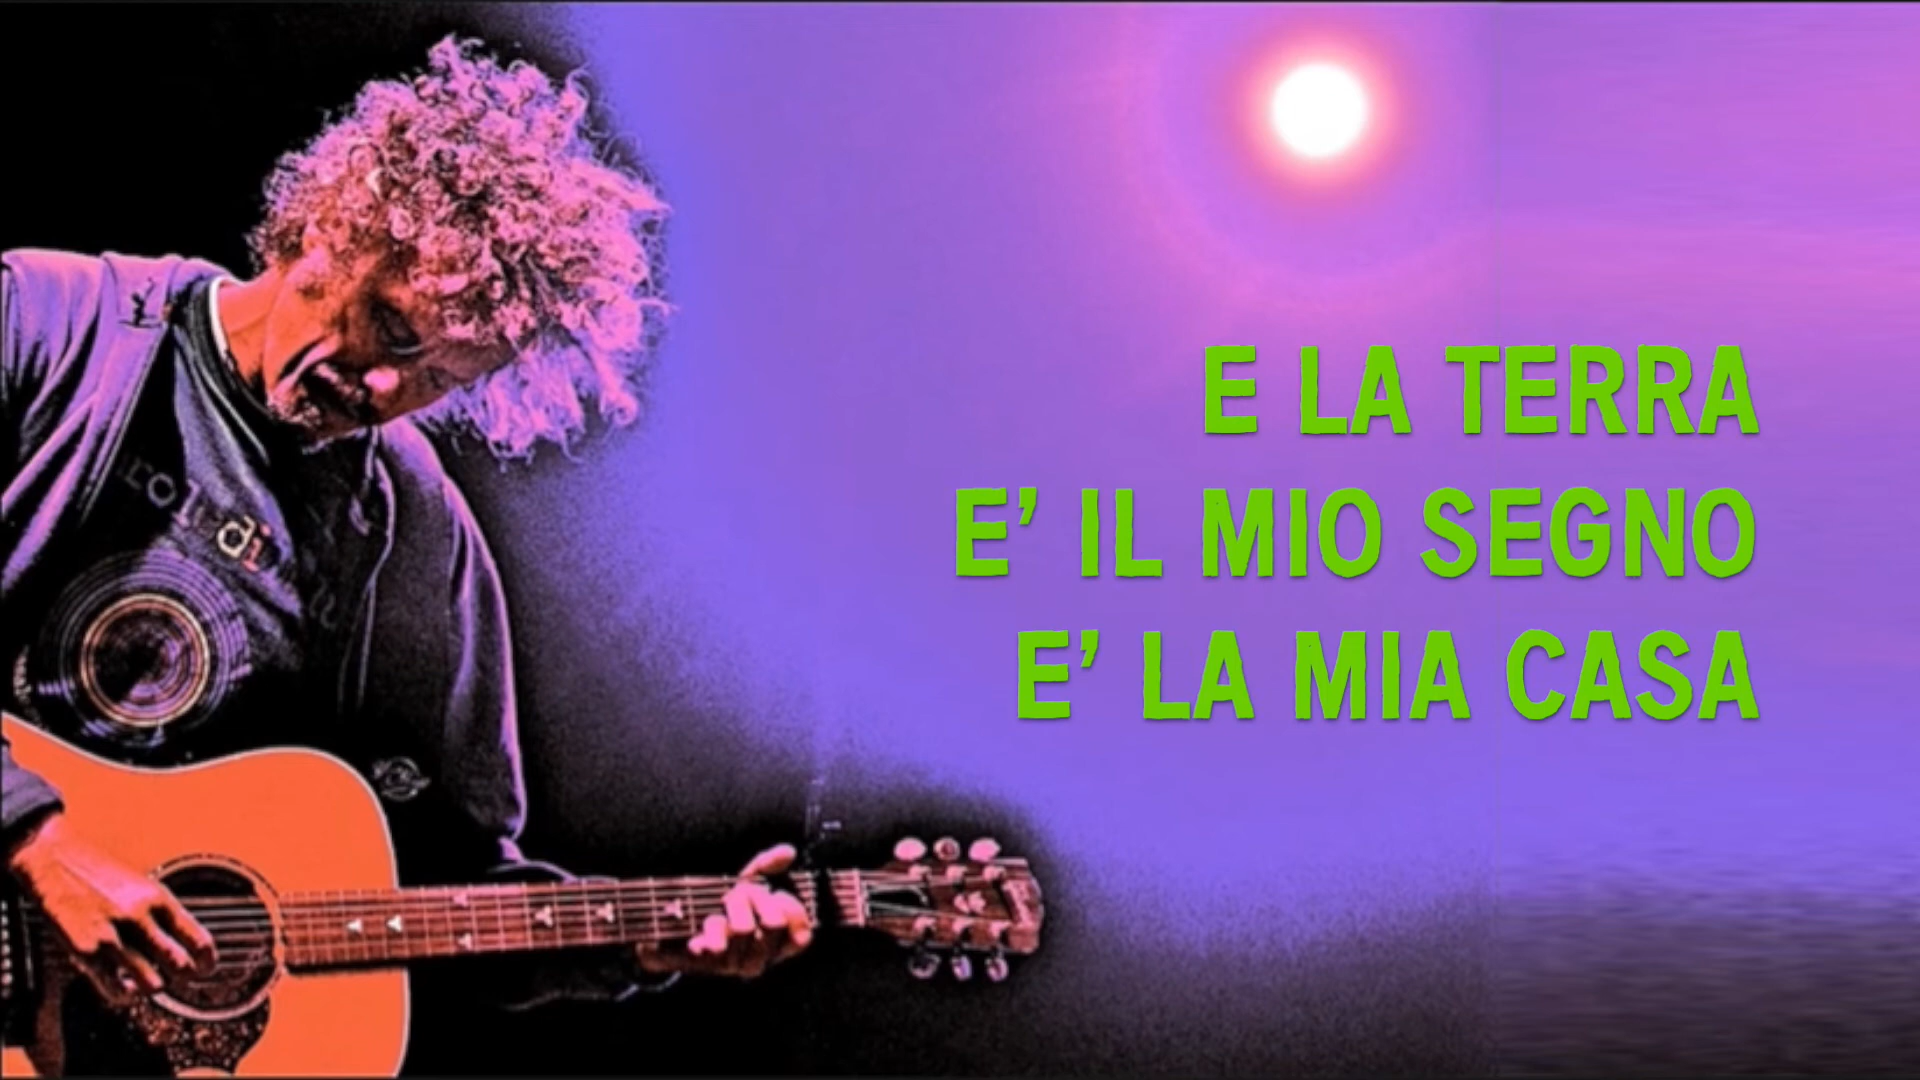 E LA TERRA
E’ IL MIO SEGNO
E’ LA MIA CASA